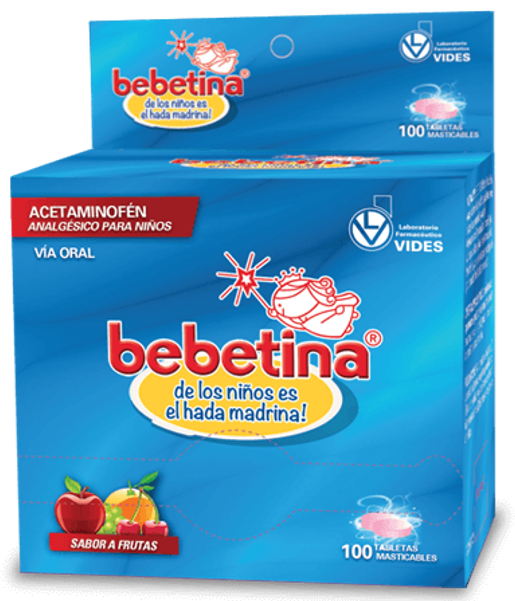 bebetina®
de los niños es
el hada madrina!
Laboratorio
Farmacéutico
VIDES
100 TABLETAS
MASTICABLES
bebetina
ACETAMINOFÉN
ANALGÉSICO PARA NIÑOS
VÍA ORAL
Laboratorio
Farmacéutico
VIDES
bebetina®
de los niños es
el hada madrina!
SABOR A FRUTAS
100 TABLETAS
MASTICABLES